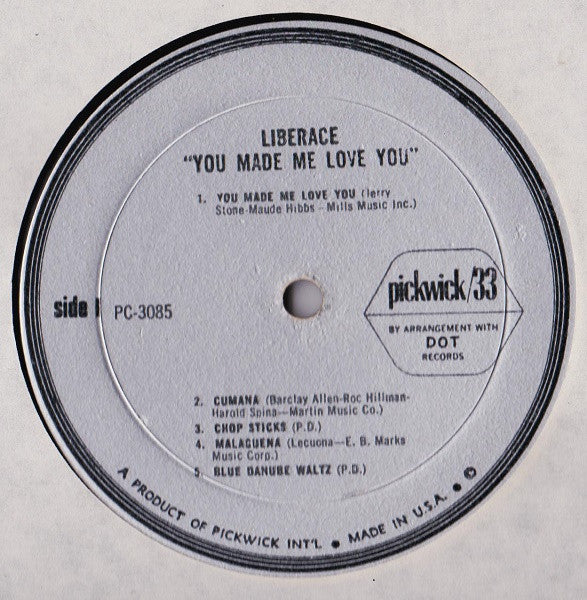 LIBERACE
"YOU MADE ME LOVE YOU"
1. YOU MADE ME LOVE YOU (Jerry
Stone-Maude Hibbs—Mills Music Inc.)
pickwick/33
BY ARRANGEMENT WITH
DOT
RECORDS
side 1 PC-3085
2. CUMANA (Barclay Allen-Roc Hillman-
Harold Spina—Martin Music Co.)
3. CHOP STICKS (P.D.)
4. MALAGUENA (Lecuona—E. B. Marks
Music Corp.)
5. BLUE DANUBE WALTZ (P.D.)
A PRODUCT OF PICKWICK INT'L. ● MADE IN U.S.A. ● ©